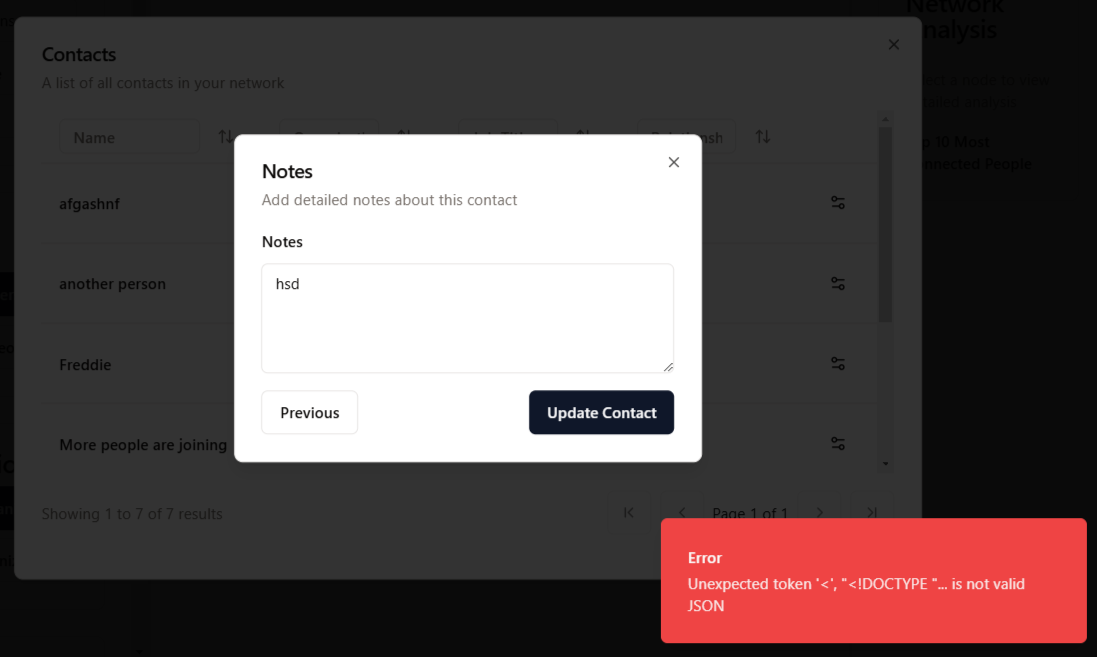 Network
Analysis
Contacts
A list of all contacts in your network
Name
afgashnf
another person
Freddie
More people are joining
Showing 1 to 7 of 7 results
Page 1 of 1
Notes
Add detailed notes about this contact
Notes
hsd
Previous
Update Contact
Error
Unexpected token '<', "<!DOCTYPE "... is not valid
JSON